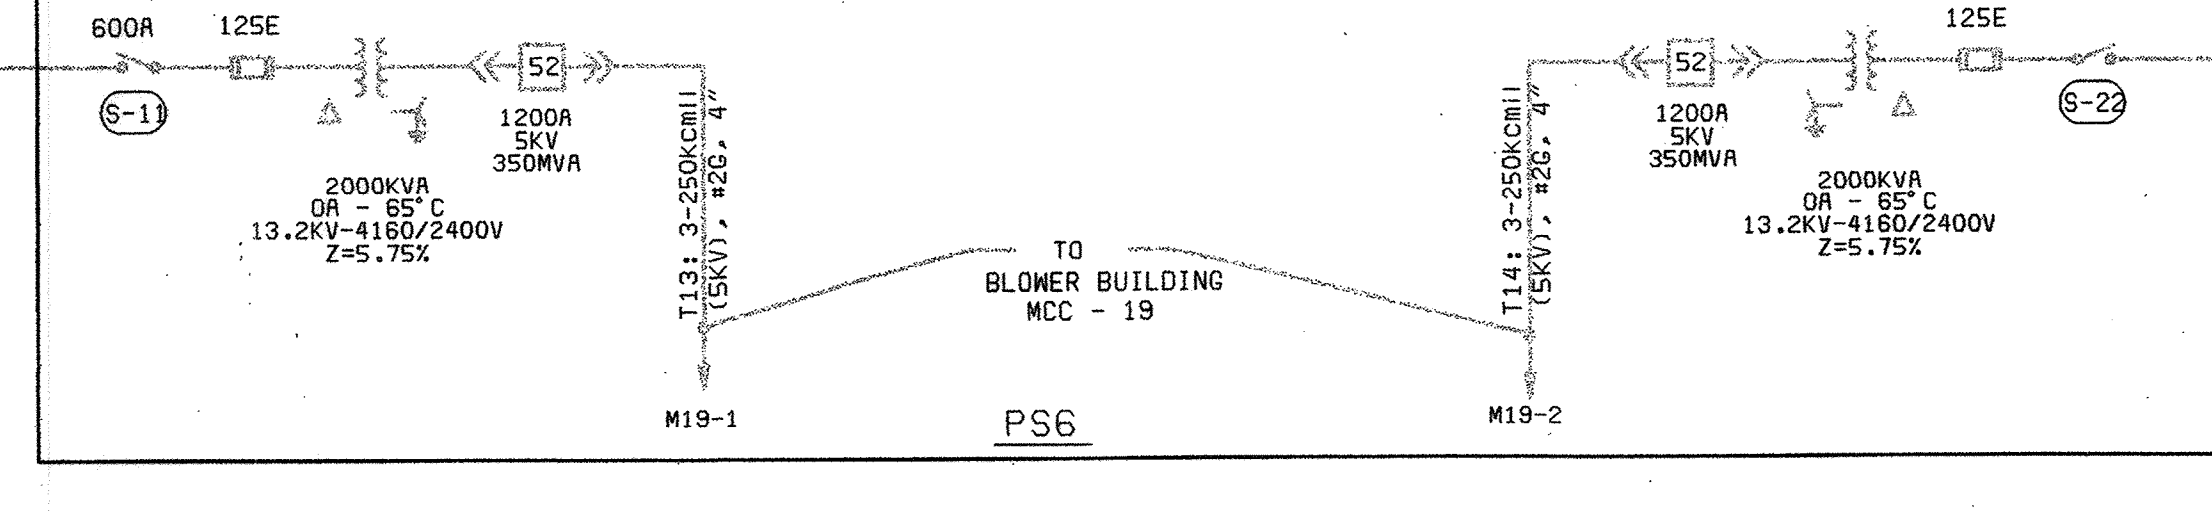 600A
125E
S-11
52
1200A
5KV
350MVA
2000KVA
OA - 65°C
13.2KV-4160/2400V
Z=5.75%
T13: 3-250kcmil
(5KV), #2G, 4"
M19-1
TO
BLOWER BUILDING
MCC - 19
PS6
T14: 3-250kcmil
(5KV), #2G, 4"
M19-2
52
1200A
5KV
350MVA
125E
S-22
2000KVA
OA - 65°C
13.2KV-4160/2400V
Z=5.75%